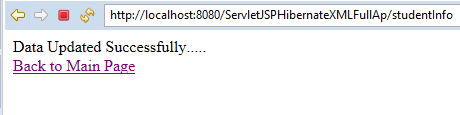 http://localhost:8080/ServletJSPHibernateXMLFullAp/studentInfo
Data Updated Successfully.....
Back to Main Page